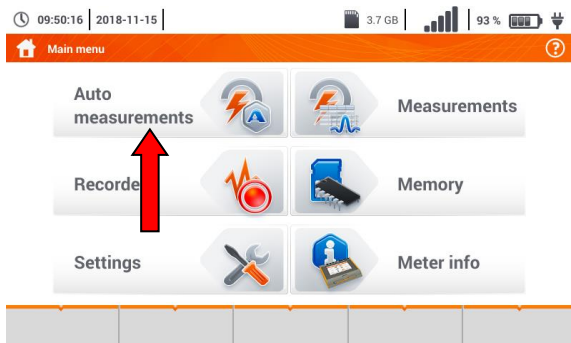 09:50:16 2018-11-15 3.7 GB 93 %
Main menu ?
Auto
measurements
Measurements
Recorde
Memory
Settings
Meter info